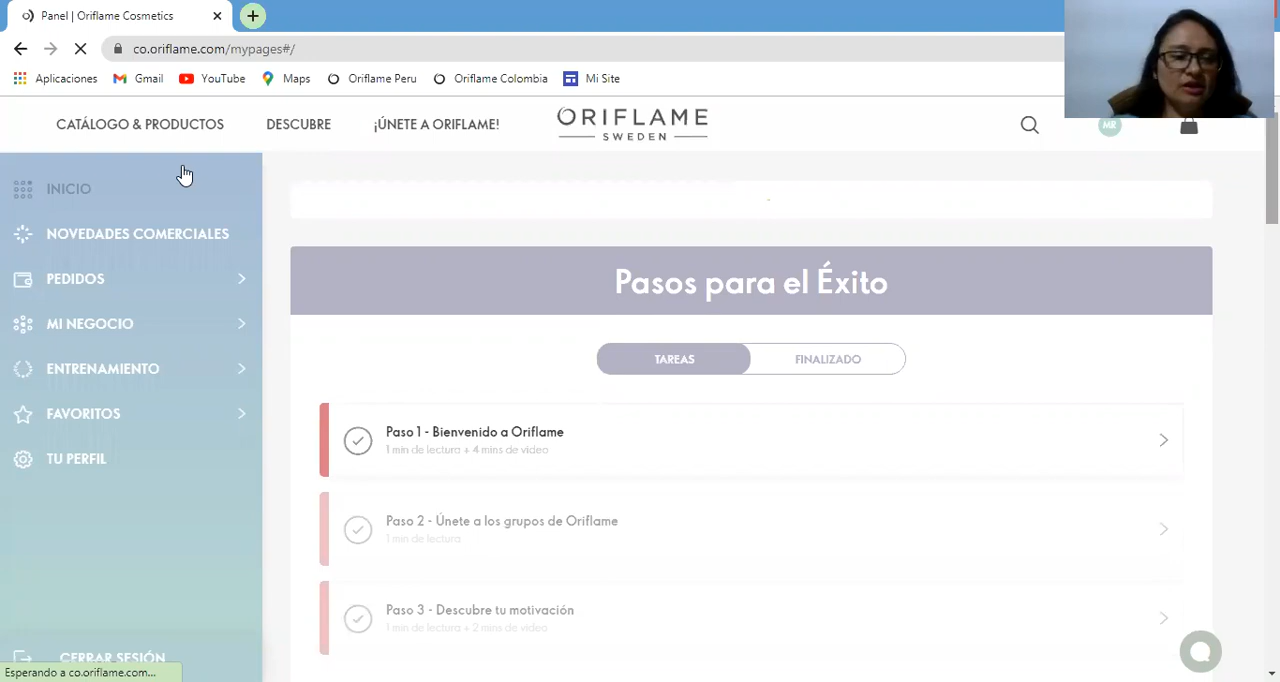 Panel | Oriflame Cosmetics
co.oriflame.com/mypages#/
Aplicaciones
Gmail
YouTube
Maps
Oriflame Peru
Oriflame Colombia
Mi Site
CATÁLOGO & PRODUCTOS
DESCUBRE
¡ÚNETE A ORIFLAME!
ORIFLAME
SWEDEN
MR
INICIO
NOVEDADES COMERCIALES
PEDIDOS
MI NEGOCIO
ENTRENAMIENTO
FAVORITOS
TU PERFIL
CERRAR SESIÓN
Esperando a co.oriflame.com...
Pasos para el Éxito
TAREAS
FINALIZADO
Paso 1 - Bienvenido a Oriflame
1 min de lectura + 4 mins de video
Paso 2 - Únete a los grupos de Oriflame
1 min de lectura
Paso 3 - Descubre tu motivación
1 min de lectura + 2 mins de video